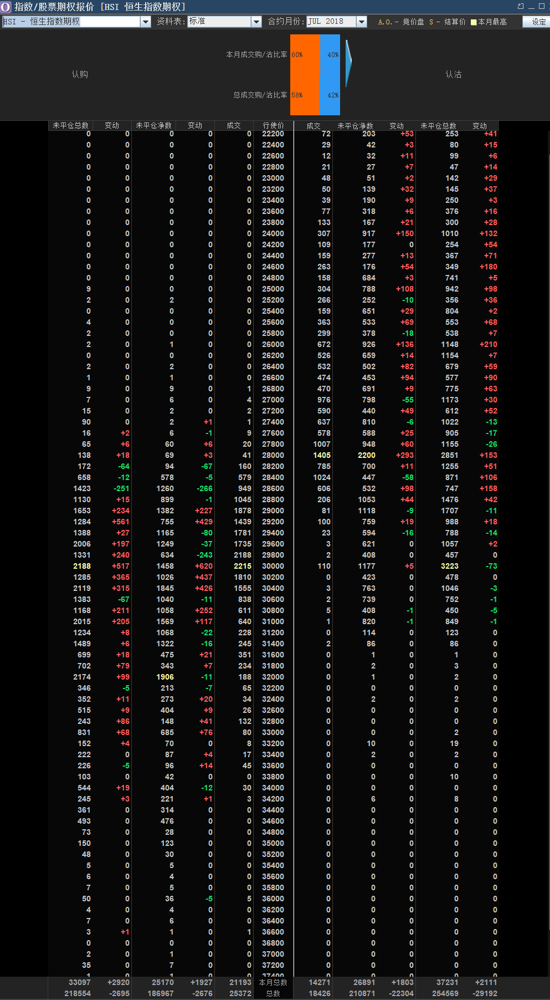 指数/股票期权报价 [HSI 恒生指数期权]
HSI - 恒生指数期权 资料表: 标准 合约月份: JUL 2018 A.O. - 竞价盘 S - 结算价 本月最高 设定
本月成交购/沽比率 60% 40%
认购 认沽
总成交购/沽比率 58% 42%
未平仓总数 变动 未平仓净数 变动 成交 行使价 成交 未平仓净数 变动 未平仓总数 变动
0 0 0 0 0 22200 72 203 +53 253 +41
0 0 0 0 0 22400 29 42 +3 80 +15
0 0 0 0 0 22600 12 32 +11 99 +6
0 0 0 0 0 22800 21 27 +7 47 +14
0 0 0 0 0 23000 48 51 +2 142 +29
0 0 0 0 0 23200 50 139 +32 145 +37
0 0 0 0 0 23400 39 190 +9 250 +3
0 0 0 0 0 23600 77 318 +6 376 +16
0 0 0 0 0 23800 133 167 +21 300 +28
0 0 0 0 0 24000 307 917 +150 1010 +132
0 0 0 0 0 24200 109 177 0 254 +54
0 0 0 0 0 24400 159 277 +13 367 +71
0 0 0 0 0 24600 263 176 +54 349 +180
0 0 0 0 0 24800 158 684 +3 741 +5
9 0 0 0 0 25000 304 788 +108 942 +98
2 0 2 0 0 25200 266 252 -10 356 +36
0 0 0 0 0 25400 159 651 +29 804 +2
4 0 0 0 0 25600 363 533 +69 553 +68
2 0 0 0 0 25800 299 378 -18 538 +7
2 0 1 0 0 26000 672 926 +136 1148 +210
0 0 0 0 0 26200 526 659 +14 1154 +7
2 0 2 0 0 26400 532 502 +82 679 +59
1 0 1 0 0 26600 474 453 +94 577 +90
9 0 9 0 1 26800 470 691 +9 775 +63
7 0 6 0 4 27000 976 798 -55 1173 +30
15 0 2 0 2 27200 590 440 +49 612 +52
90 0 2 +1 1 27400 637 810 -6 1022 -13
16 +2 6 -1 9 27600 578 588 +25 905 -17
65 +6 60 +6 20 27800 1007 948 +60 1155 -26
138 +18 69 +3 41 28000 1405 2200 +293 2851 +153
172 -64 94 -67 160 28200 785 700 +11 1255 +51
658 -12 578 -5 579 28400 1024 447 -58 871 +106
1423 -251 1260 -266 949 28600 606 532 +98 747 +158
1130 +15 899 -1 1045 28800 206 1053 +44 1476 +42
1653 +234 1382 +227 1878 29000 81 1118 -9 1707 -11
1284 +561 755 +429 1439 29200 100 759 +19 988 +18
1388 +27 1165 -80 1781 29400 23 594 -16 788 -14
2006 +197 1249 -37 1735 29600 3 621 0 1057 +2
1331 +240 634 -243 2188 29800 2 408 0 457 0
2188 +517 1458 +620 2215 30000 110 1177 +5 3223 -73
1285 +365 1026 +437 1810 30200 0 423 0 478 0
2119 +315 1845 +426 1555 30400 3 763 0 1046 -3
1383 -67 1040 -11 838 30600 2 739 0 752 -1
1168 +211 1058 +252 611 30800 5 408 -1 450 -5
2015 +205 1569 +117 640 31000 1 820 -1 849 -1
1234 +8 1068 -22 228 31200 0 114 0 123 0
1489 +6 1322 -16 245 31400 2 86 0 86 0
699 +18 475 +21 351 31600 0 1 0 1 0
702 +79 343 +7 234 31800 0 2 0 3 0
2174 +99 1906 -11 188 32000 0 1 0 2 0
346 -5 213 -7 65 32200 0 0 0 0 0
352 +11 273 +20 34 32400 0 2 0 2 0
515 +9 404 +9 26 32600 0 0 0 0 0
243 +86 148 +41 132 32800 0 0 0 0 0
831 +68 685 +76 80 33000 0 0 0 2 0
152 +4 70 0 8 33200 0 10 0 19 0
222 0 87 +4 17 33400 0 2 0 2 0
226 -5 96 +14 45 33600 0 0 0 0 0
103 0 42 0 0 33800 0 0 0 10 0
544 +19 404 -12 30 34000 0 0 0 0 0
245 +3 221 +1 3 34200 0 6 0 8 0
361 0 314 0 0 34400 0 0 0 0 0
493 0 476 0 0 34600 0 0 0 0 0
73 0 28 0 0 34800 0 0 0 0 0
150 0 123 0 0 35000 0 0 0 0 0
48 0 30 0 0 35200 0 0 0 0 0
5 0 5 0 0 35400 0 0 0 0 0
6 0 4 0 0 35600 0 0 0 0 0
7 0 5 0 0 35800 0 0 0 0 0
50 0 36 -5 5 36000 0 0 0 0 0
4 0 4 0 0 36200 0 0 0 0 0
7 0 6 0 0 36400 0 0 0 0 0
3 +1 1 0 1 36600 0 0 0 0 0
0 0 0 0 0 36800 0 0 0 0 0
2 0 1 0 0 37000 0 0 0 0 0
35 0 7 0 0 37200 0 0 0 0 0
1 0 1 0 0 37400 0 0 0 0 0
33097 +2920 25170 +1927 21193 本月总数 14271 26891 +1803 37231 +2111
218554 -2695 186967 -2676 25372 总数 18426 210871 -22304 254569 -29192